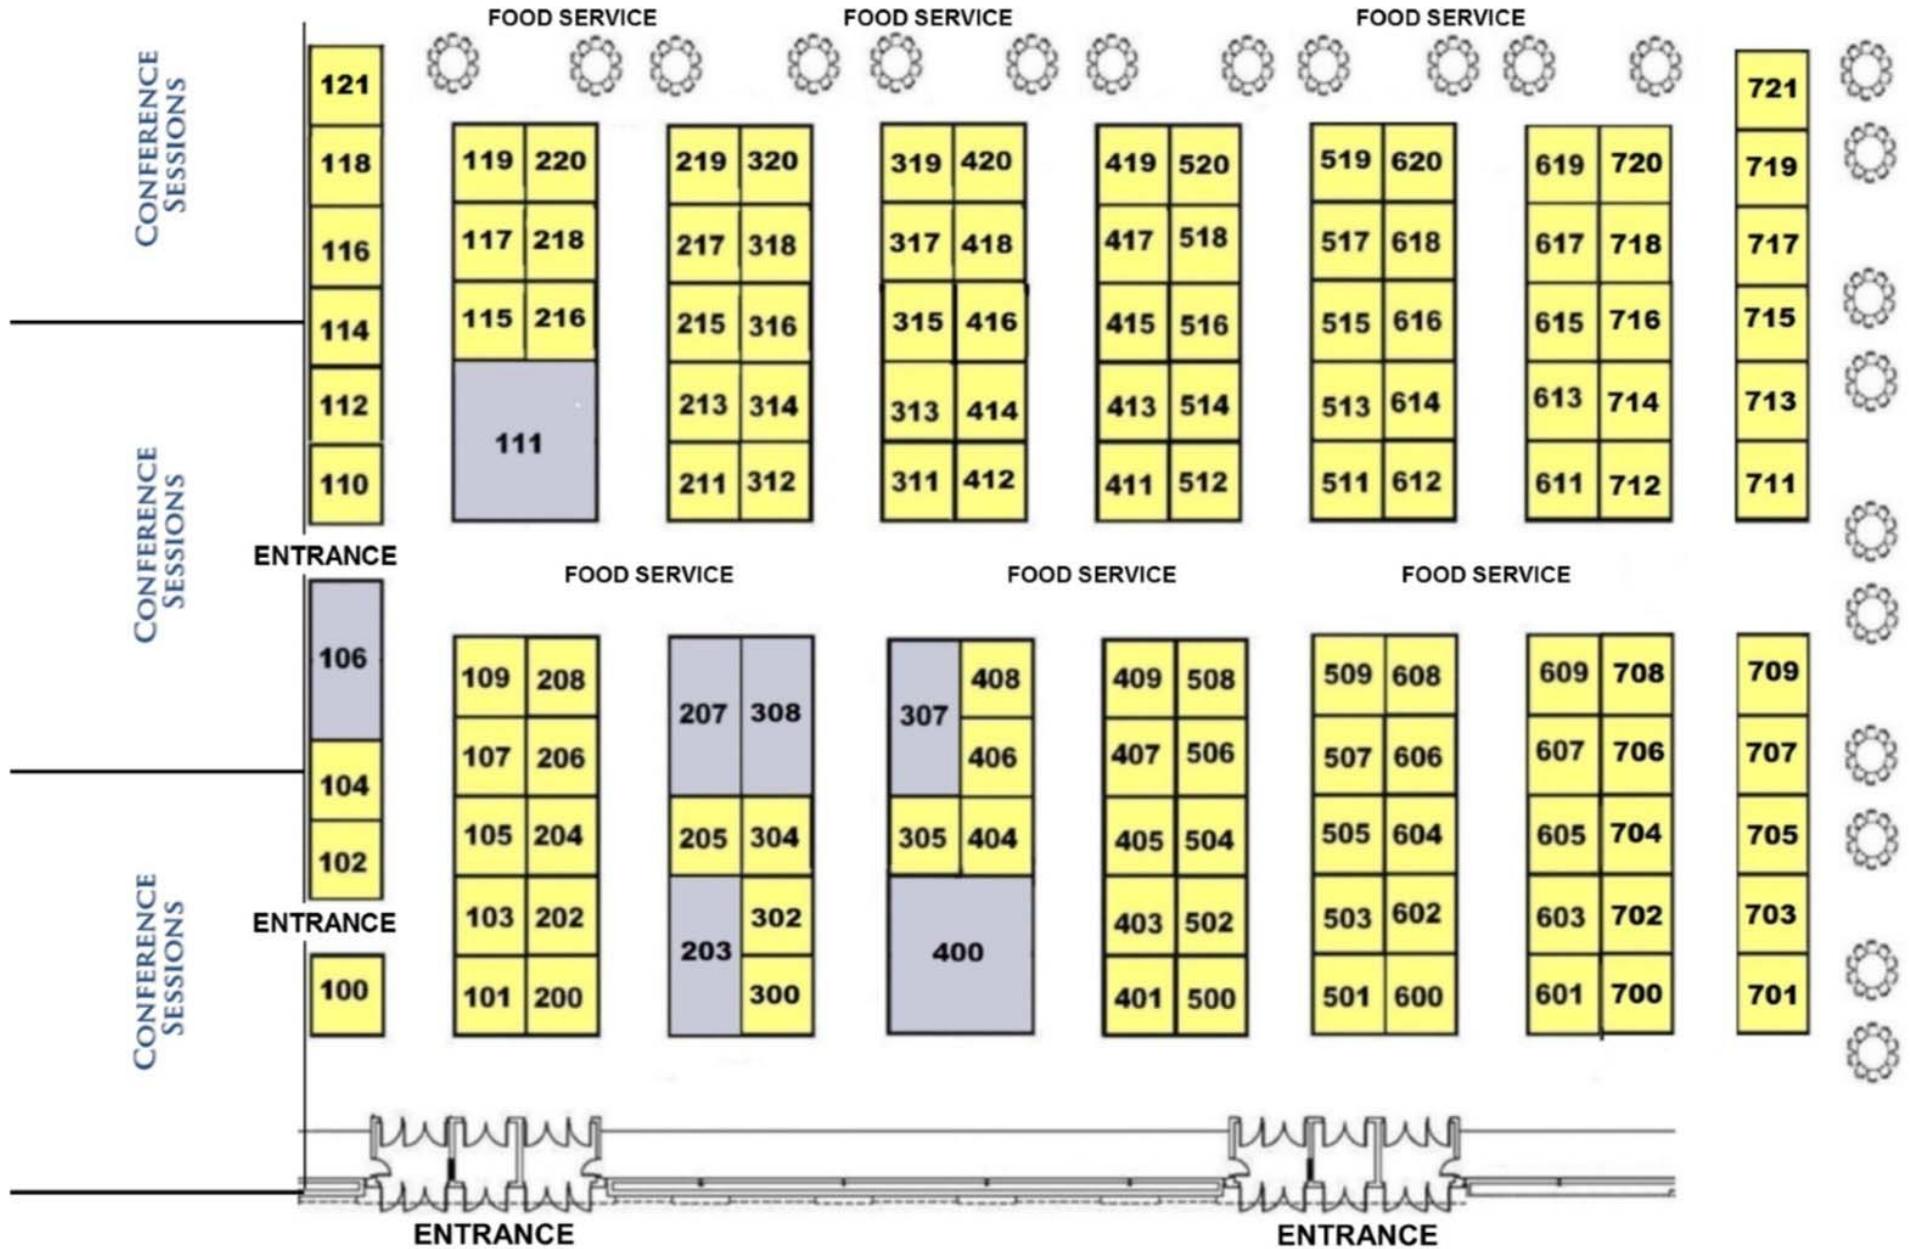 FOOD SERVICE FOOD SERVICE FOOD SERVICE
CONFERENCE
SESSIONS
121 721
118 119 220 219 320 319 420 419 520 519 620 619 720 719
116 117 218 217 318 317 418 417 518 517 618 617 718 717
114 115 216 215 316 315 416 415 516 515 616 615 716 715
112 213 314 313 414 413 514 513 614 613 714 713
111
110 211 312 311 412 411 512 511 612 611 712 711
CONFERENCE
SESSIONS
ENTRANCE
FOOD SERVICE FOOD SERVICE FOOD SERVICE
106 109 208 207 308 307 408 409 508 509 608 609 708 709
107 206 406 407 506 507 606 607 706 707
104 105 204 205 304 305 404 405 504 505 604 605 704 705
102 103 202 302 403 502 503 602 603 702 703
ENTRANCE
203 400
100 101 200 300 401 500 501 600 601 700 701
CONFERENCE
SESSIONS
ENTRANCE ENTRANCE